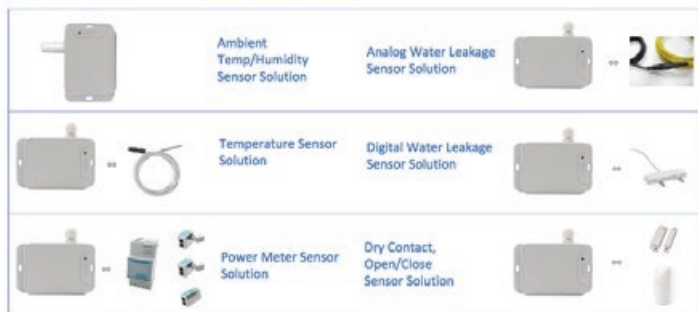 Ambient
Temp/Humidity
Sensor Solution
Analog Water Leakage
Sensor Solution
Temperature Sensor
Solution
Digital Water Leakage
Sensor Solution
Power Meter Sensor
Solution
Dry Contact,
Open/Close
Sensor Solution